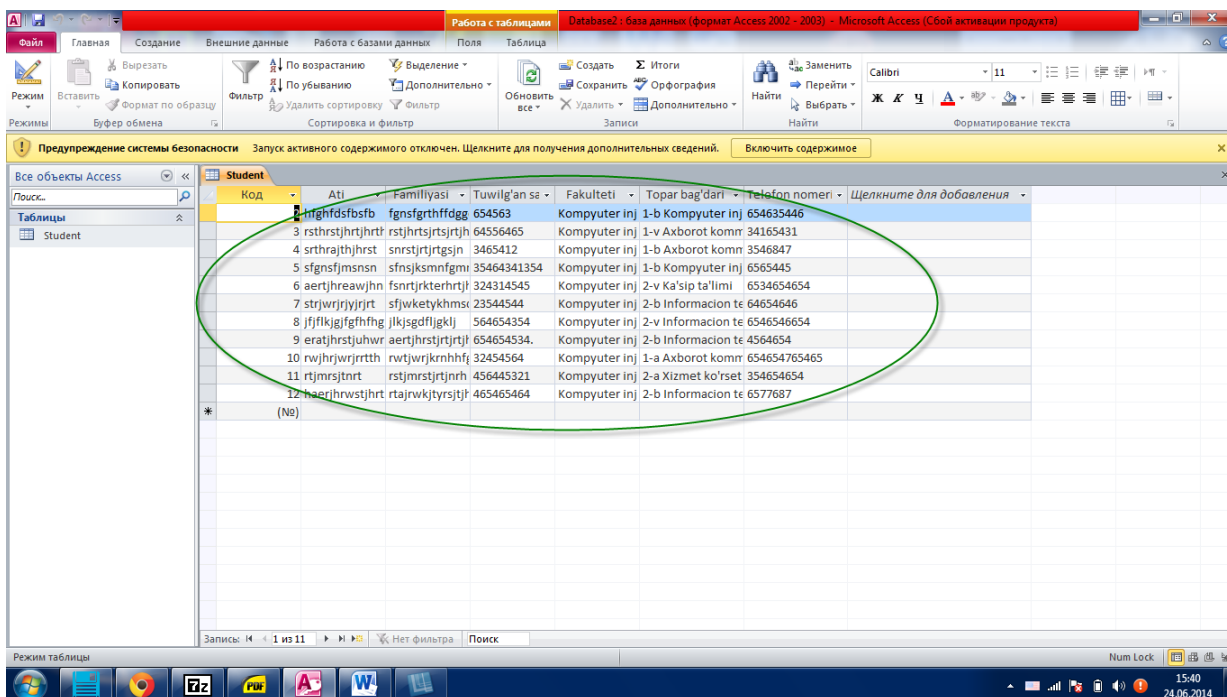 Работа с таблицами Database2 : база данных (формат Access 2002 - 2003) - Microsoft Access (Сбой активации продукта)
Файл Главная Создание Внешние данные Работа с базами данных Поля Таблица
Вырезать По возрастанию Выделение Создать Итоги Заменить
Режим Вставить Копировать Фильтр По убыванию Дополнительно Обновить все Сохранить Орфография Найти Перейти Calibri 11
Формат по образцу Удалить сортировку Фильтр Удалить Дополнительно Выбрать Ж К Ч
Режимы Буфер обмена Сортировка и фильтр Записи Найти Форматирование текста
Предупреждение системы безопасности Запуск активного содержимого отключен. Щелкните для получения дополнительных сведений. Включить содержимое
Все объекты Access Student
Поиск... Код Ati Familiyasi Tuwilg'an sa Fakulteti Topar bag'dari Telefon nomeri Щелкните для добавления
Таблицы 2 hfghfdsfbsfb fgnsfgrthffdgg 654563 Kompyuter inj 1-b Kompyuter inj 654635446
Student 3 64556465 Kompyuter inj 1-v Axborot komm 34165431
4 srthrajthjhrst snrstjrtjrtgsjn 3465412 Kompyuter inj 1-b Axborot komm 3546847
5 sfgnsfjmsnsn 35464341354 Kompyuter inj 1-b Kompyuter inj 6565445
6 aertjhreawjhn 324314545 Kompyuter inj 2-v Ka'sip ta'limi 6534654654
7 strjwrjrjyjrjrt 23544544 Kompyuter inj 2-b Informacion te 64654646
8 jfjflkjgjfgfhfhg jlkjsgdfljgklj 564654354 Kompyuter inj 2-v Informacion te 6546546654
9 eratjhrstjuhwr 654654534. Kompyuter inj 2-b Informacion te 4564654
10 rwjhrjwrjrrtth 32454564 Kompyuter inj 1-a Axborot komm 654654765465
11 rtjmrsjtnrt rstjmrstjrtjnrh 456445321 Kompyuter inj 2-a Xizmet ko'rset 354654654
12 haerjhrwstjhrt 465465464 Kompyuter inj 2-b Informacion te 6577687
(№)
Запись: 1 из 11 Нет фильтра Поиск
Режим таблицы Num Lock
7z PDF 15:40
24.06.2014